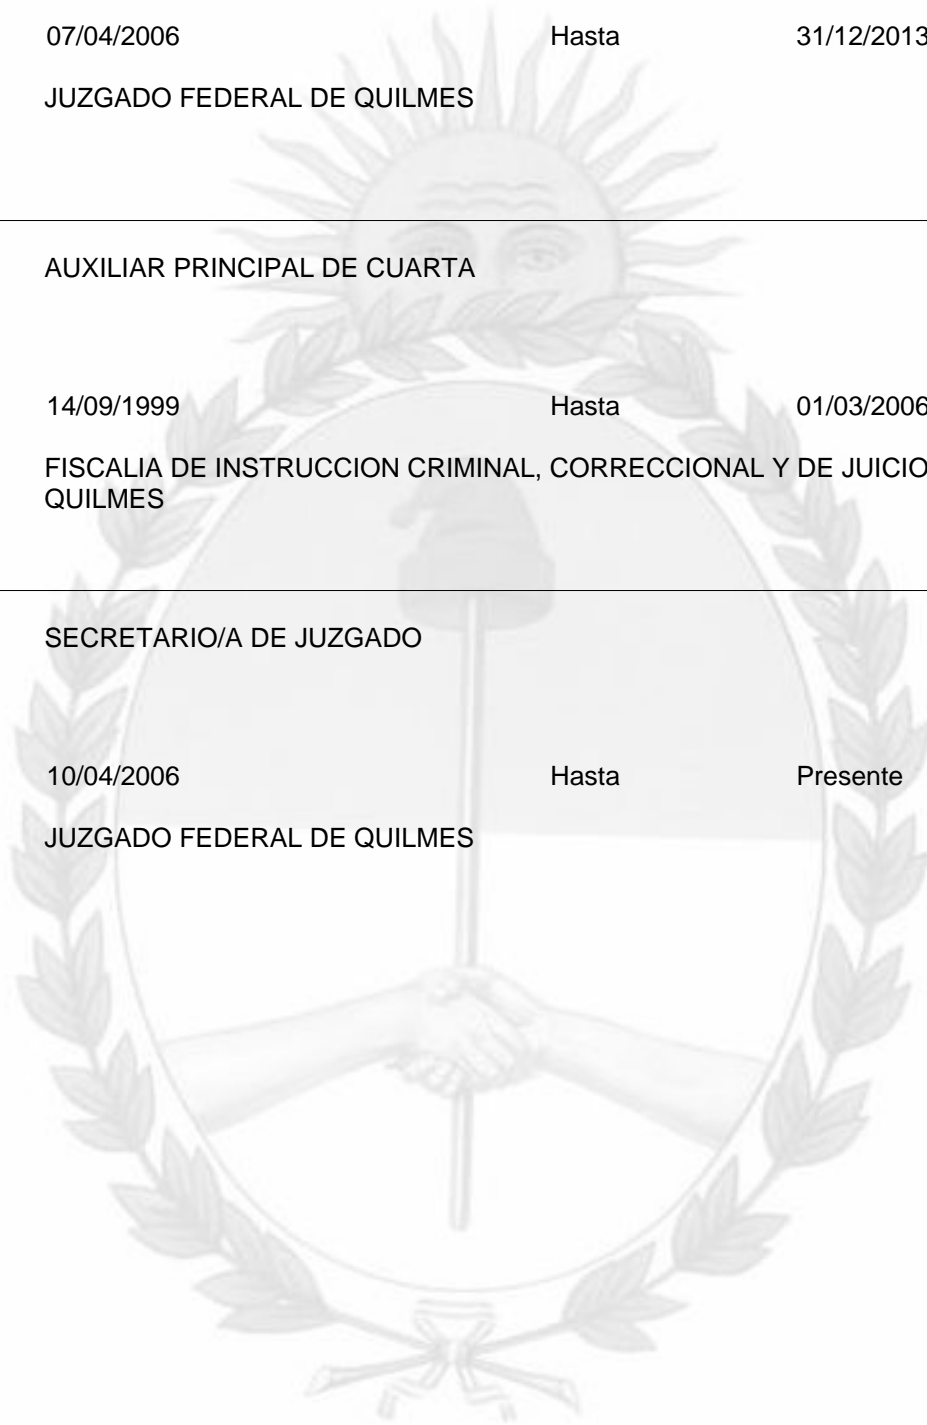 07/04/2006 Hasta 31/12/2013
JUZGADO FEDERAL DE QUILMES
AUXILIAR PRINCIPAL DE CUARTA
14/09/1999 Hasta 01/03/2006
FISCALIA DE INSTRUCCION CRIMINAL, CORRECCIONAL Y DE JUICIO
QUILMES
SECRETARIO/A DE JUZGADO
10/04/2006 Hasta Presente
JUZGADO FEDERAL DE QUILMES